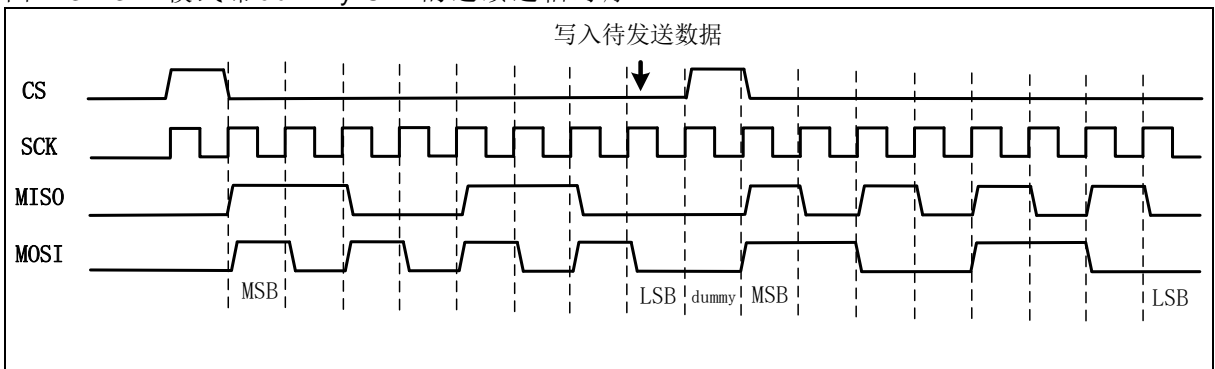 写入待发送数据
CS
SCK
MISO
MOSI
MSB
LSB dummy MSB
LSB